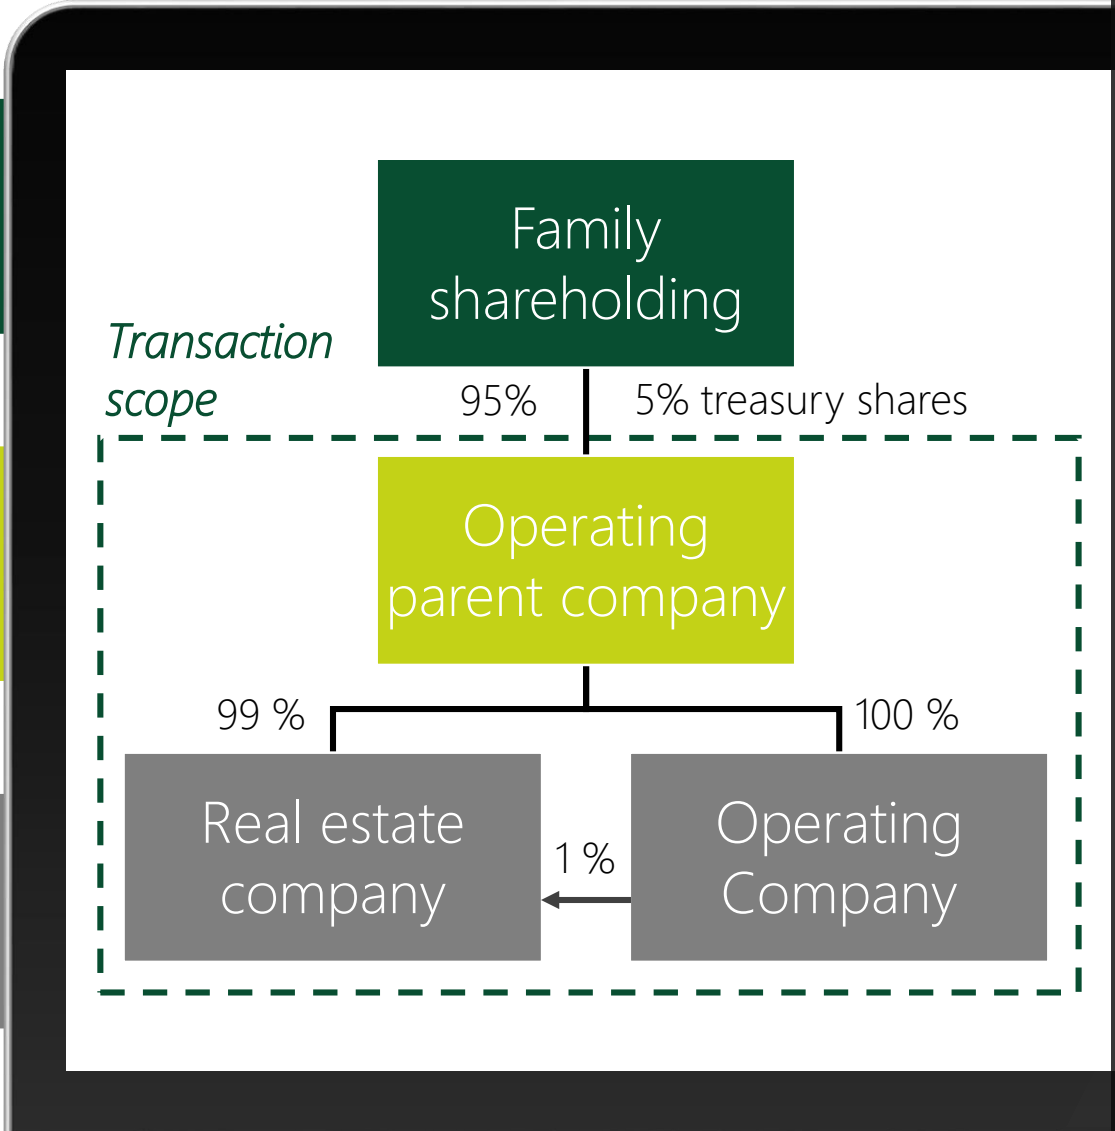 Family
shareholding
Transaction
scope
95%
5% treasury shares
Operating
parent company
99 %
100 %
Real estate
company
1 %
Operating
Company